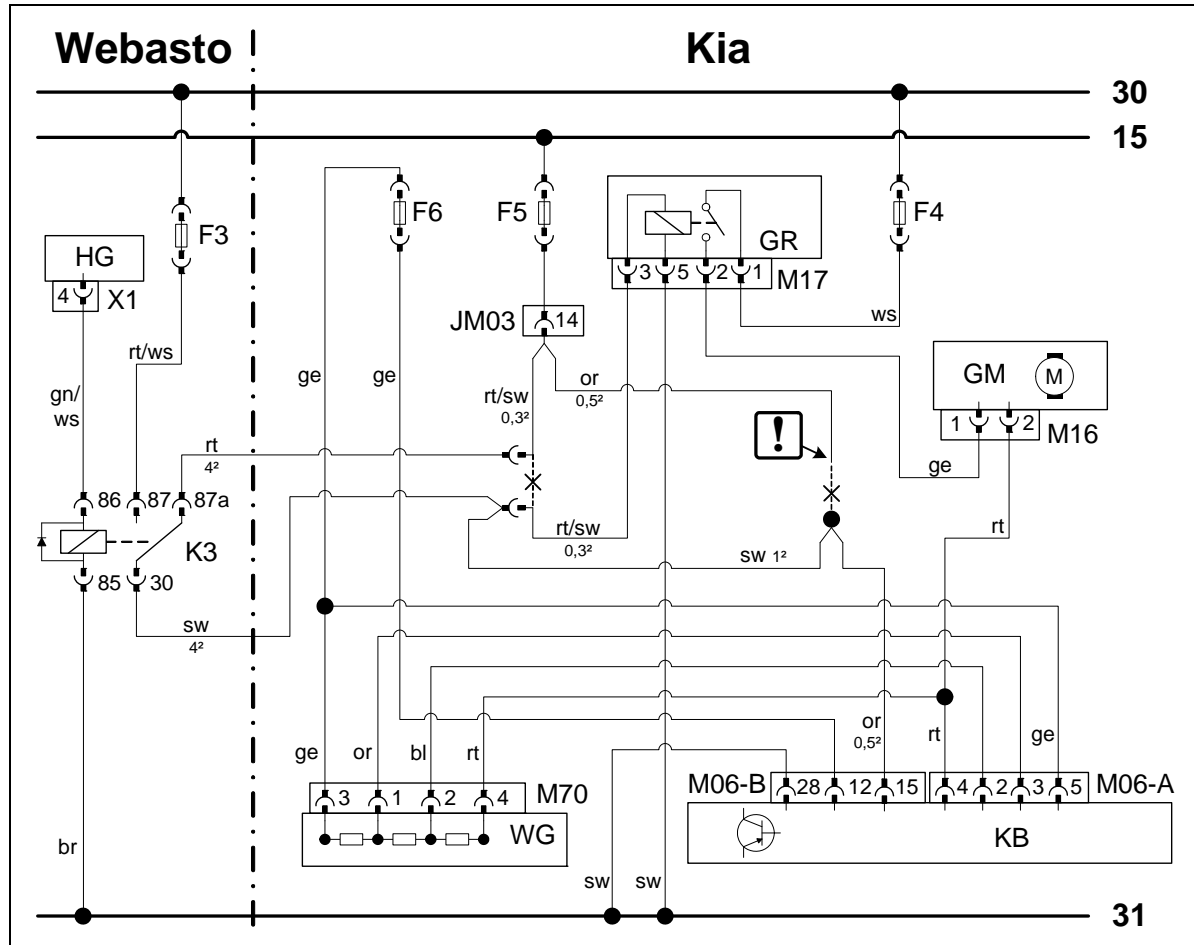 Webasto Kia
30
15
F6 F5 F4
F3
GR
HG
3 5 2 1 M17
4 X1
JM03 14 ws
rt/ws
ge ge GM M
gn/
ws
rt/sw
0,3²
or
0,5²
! 1 2 M16
rt
4²
ge
86 87 87a
rt/sw
0,3²
rt
K3
sw 1²
85 30
sw
4²
ge or bl rt
or
0,5²
rt ge
M06-B 28 12 15 4 2 3 5 M06-A
3 1 2 4 M70
WG KB
br
sw sw
31